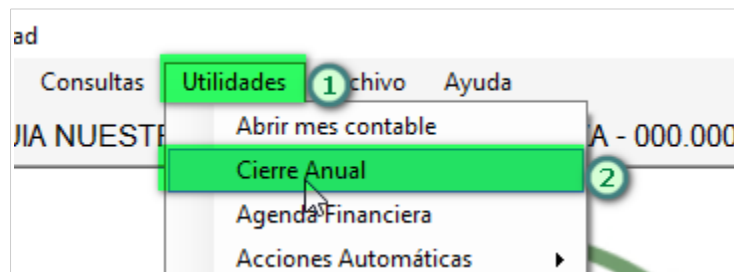 ad
Consultas Utilidades 1 chivo Ayuda
Abrir mes contable
JIA NUESTR A - 000.000
Cierre Anual 2
Agenda Financiera
Acciones Automáticas